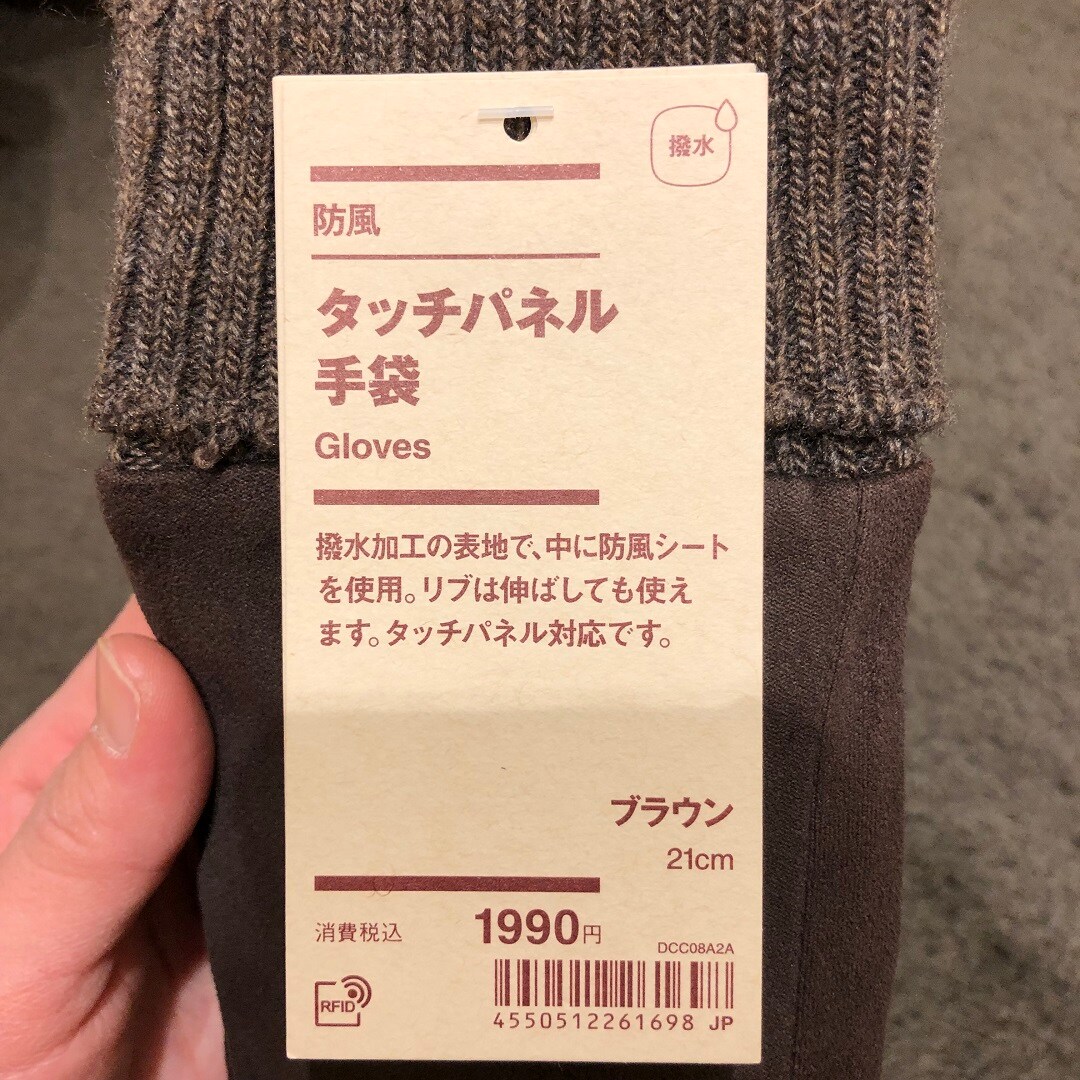 撥水
防風
タッチパネル
手袋
Gloves
撥水加工の表地で、中に防風シート
を使用。リブは伸ばしても使え
ます。タッチパネル対応です。
ブラウン
21cm
消費税込 1990円
DCC08A2A
RFID
4550512261698 JP